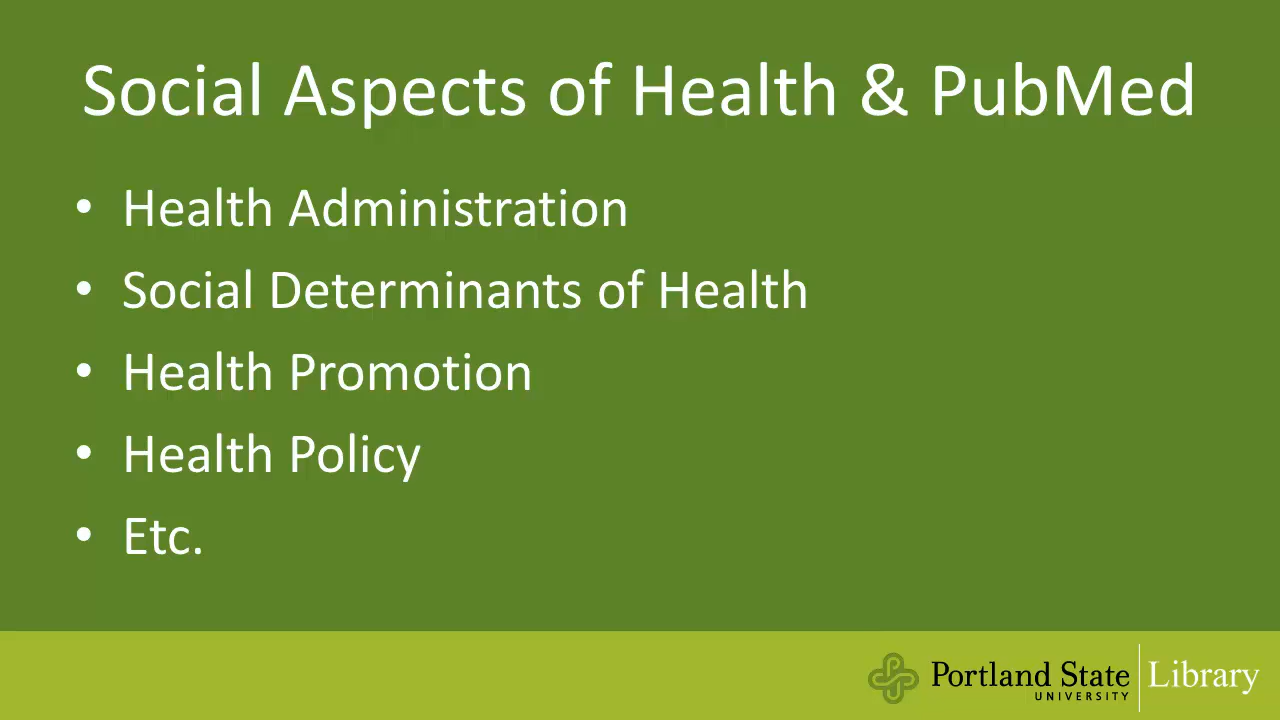 Social Aspects of Health & PubMed
• Health Administration
• Social Determinants of Health
• Health Promotion
• Health Policy
• Etc.
Portland State Library
UNIVERSITY